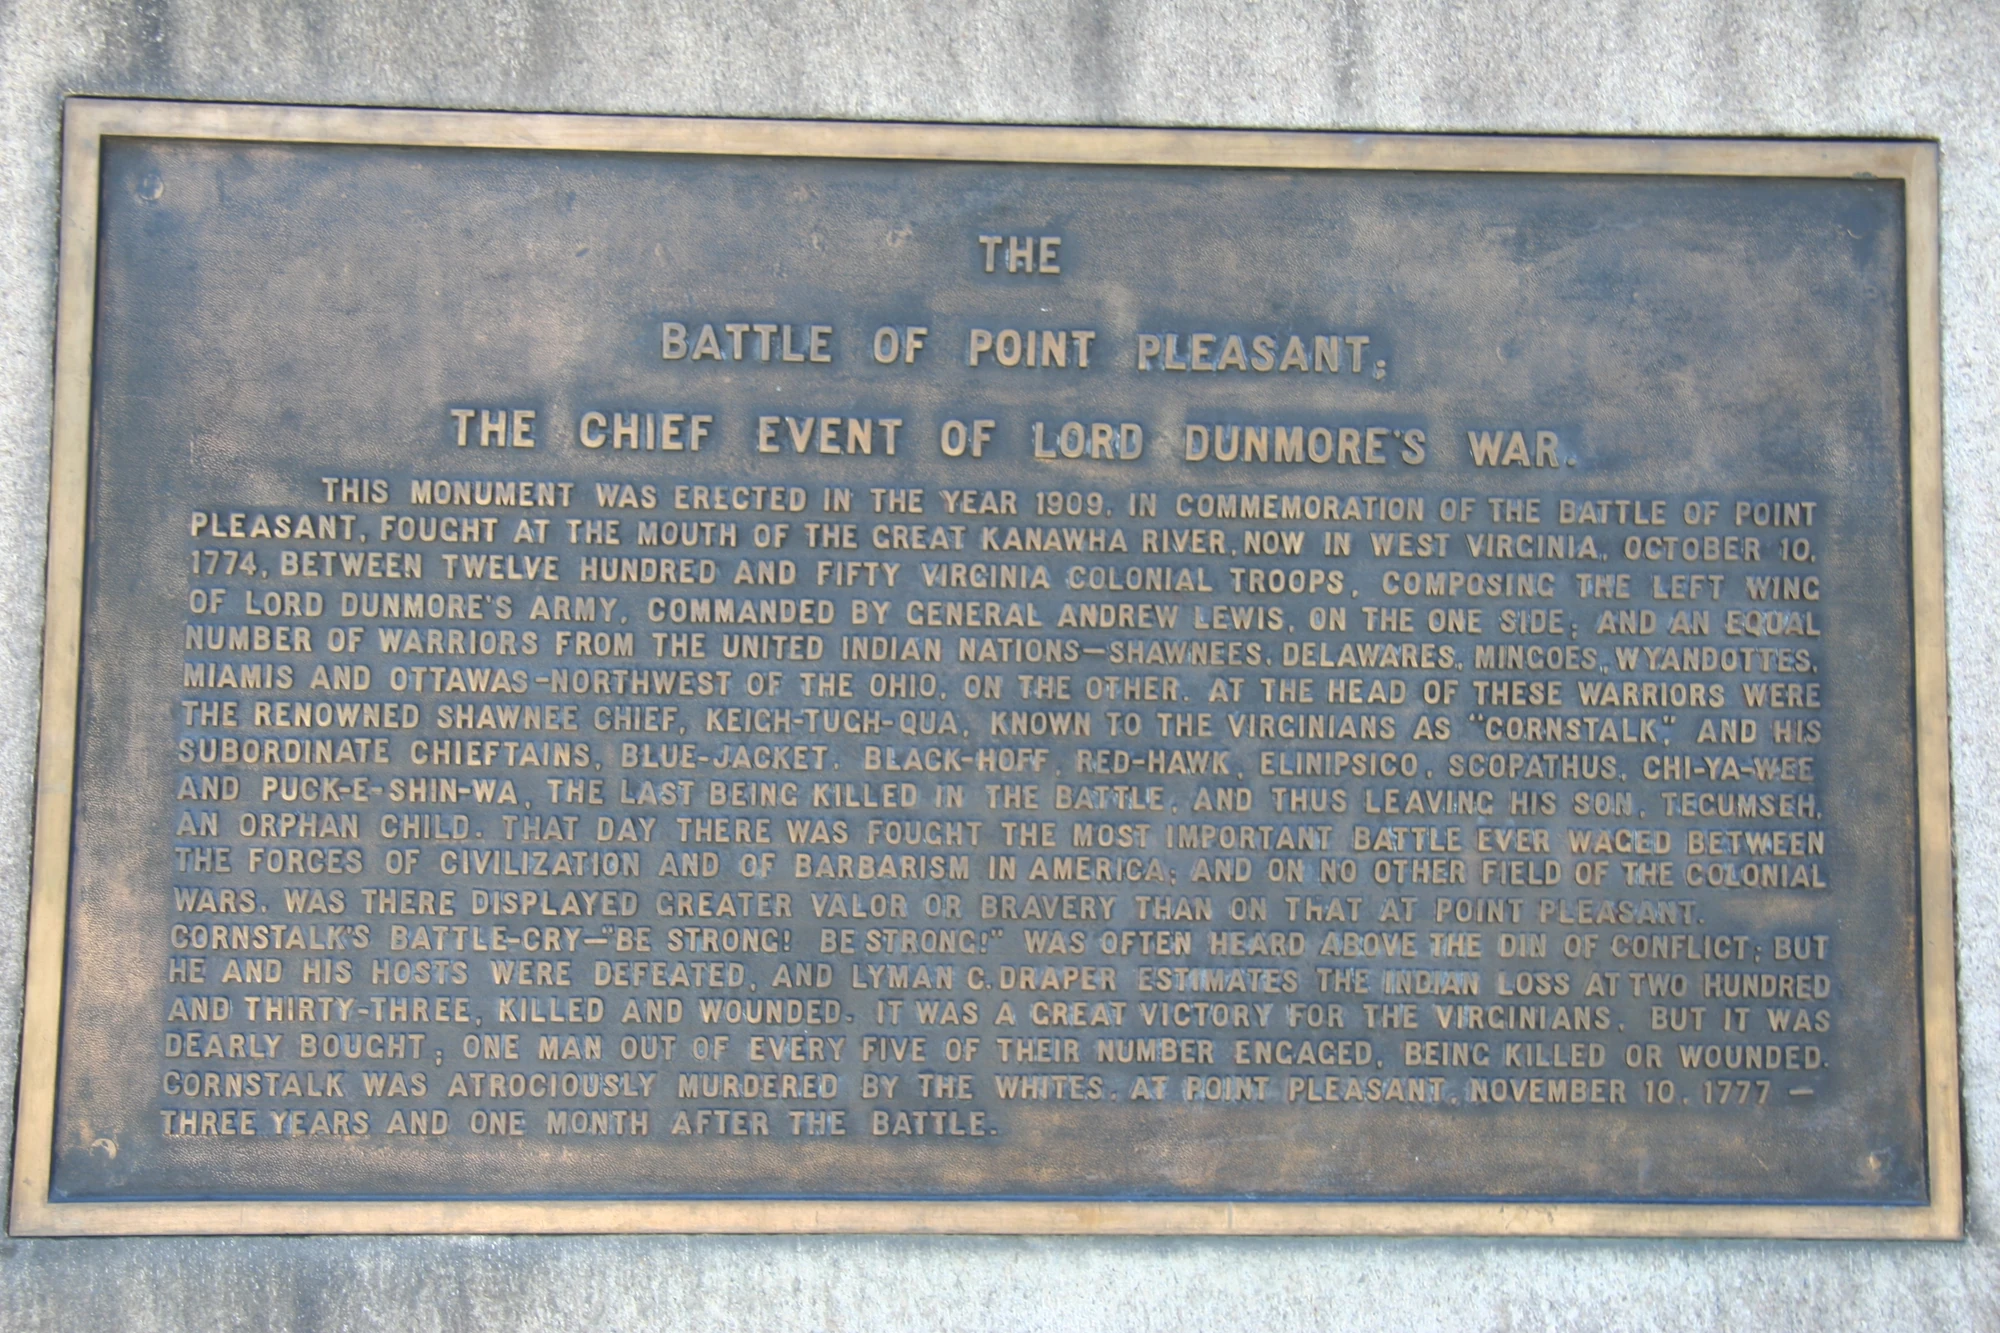 THE
BATTLE OF POINT PLEASANT;
THE CHIEF EVENT OF LORD DUNMORE'S WAR.
THIS MONUMENT WAS ERECTED IN THE YEAR 1909, IN COMMEMORATION OF THE BATTLE OF POINT
PLEASANT, FOUGHT AT THE MOUTH OF THE GREAT KANAWHA RIVER, NOW IN WEST VIRGINIA, OCTOBER 10,
1774, BETWEEN TWELVE HUNDRED AND FIFTY VIRGINIA COLONIAL TROOPS, COMPOSING THE LEFT WING
OF LORD DUNMORE'S ARMY, COMMANDED BY GENERAL ANDREW LEWIS, ON THE ONE SIDE; AND AN EQUAL
NUMBER OF WARRIORS FROM THE UNITED INDIAN NATIONS—SHAWNEES, DELAWARES, MINGOES, WYANDOTTES,
MIAMIS AND OTTAWAS-NORTHWEST OF THE OHIO, ON THE OTHER. AT THE HEAD OF THESE WARRIORS WERE
THE RENOWNED SHAWNEE CHIEF, KEIGH-TUGH-QUA, KNOWN TO THE VIRGINIANS AS "CORNSTALK," AND HIS
SUBORDINATE CHIEFTAINS, BLUE-JACKET, BLACK-HOFF, RED-HAWK, ELINIPSICO, SCOPATHUS, CHI-YA-WEE
AND PUCK-E-SHIN-WA, THE LAST BEING KILLED IN THE BATTLE, AND THUS LEAVING HIS SON, TECUMSEH,
AN ORPHAN CHILD. THAT DAY THERE WAS FOUGHT THE MOST IMPORTANT BATTLE EVER WAGED BETWEEN
THE FORCES OF CIVILIZATION AND OF BARBARISM IN AMERICA; AND ON NO OTHER FIELD OF THE COLONIAL
WARS, WAS THERE DISPLAYED GREATER VALOR OR BRAVERY THAN ON THAT AT POINT PLEASANT.
CORNSTALK'S BATTLE-CRY—"BE STRONG! BE STRONG!" WAS OFTEN HEARD ABOVE THE DIN OF CONFLICT; BUT
HE AND HIS HOSTS WERE DEFEATED, AND LYMAN C. DRAPER ESTIMATES THE INDIAN LOSS AT TWO HUNDRED
AND THIRTY-THREE, KILLED AND WOUNDED. IT WAS A GREAT VICTORY FOR THE VIRGINIANS, BUT IT WAS
DEARLY BOUGHT; ONE MAN OUT OF EVERY FIVE OF THEIR NUMBER ENGAGED, BEING KILLED OR WOUNDED.
CORNSTALK WAS ATROCIOUSLY MURDERED BY THE WHITES, AT POINT PLEASANT, NOVEMBER 10, 1777 —
THREE YEARS AND ONE MONTH AFTER THE BATTLE.